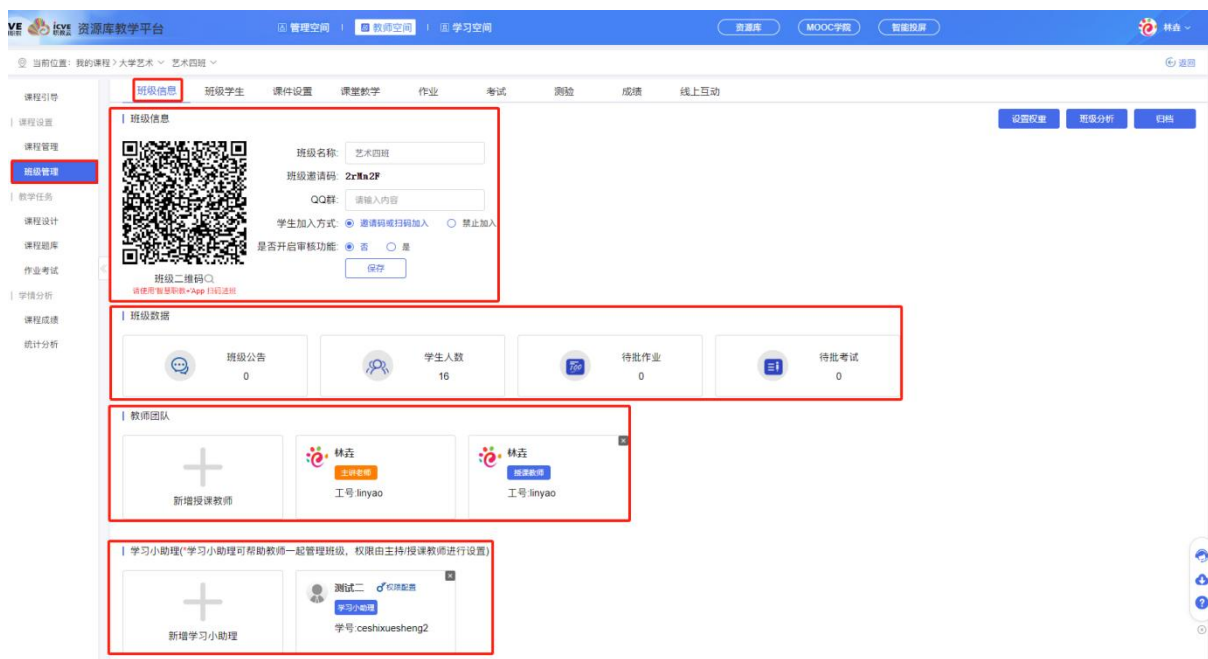 icve 资源库教学平台 管理空间 教师空间 学习空间 资源库 MOOC学院 智能投屏 林垚
当前位置: 我的课程>大学艺术 艺术四班 返回
课程引导
课程设置
课程管理
班级管理
教学任务
课程设计
课程题库
作业考试
学情分析
课程成绩
统计分析
班级信息 班级学生 课件设置 课堂教学 作业 考试 测验 成绩 线上互动
班级信息 设置权重 班级分析 归档
班级名称: 艺术四班
班级邀请码: 2rMn2F
QQ群: 请输入内容
学生加入方式: 邀请码或扫码加入 禁止加入
是否开启审核功能: 否 是
保存
班级二维码
请使用'智慧职教+'App 扫码进班
班级数据
班级公告 学生人数 待批作业 待批考试
0 16 0 0
教师团队
新增授课教师
林垚
主讲老师
工号:linyao
林垚
授课教师
工号:linyao
学习小助理(*学习小助理可帮助教师一起管理班级，权限由主持/授课教师进行设置)
新增学习小助理
测试二 权限配置
学习小助理
学号:ceshixuesheng2